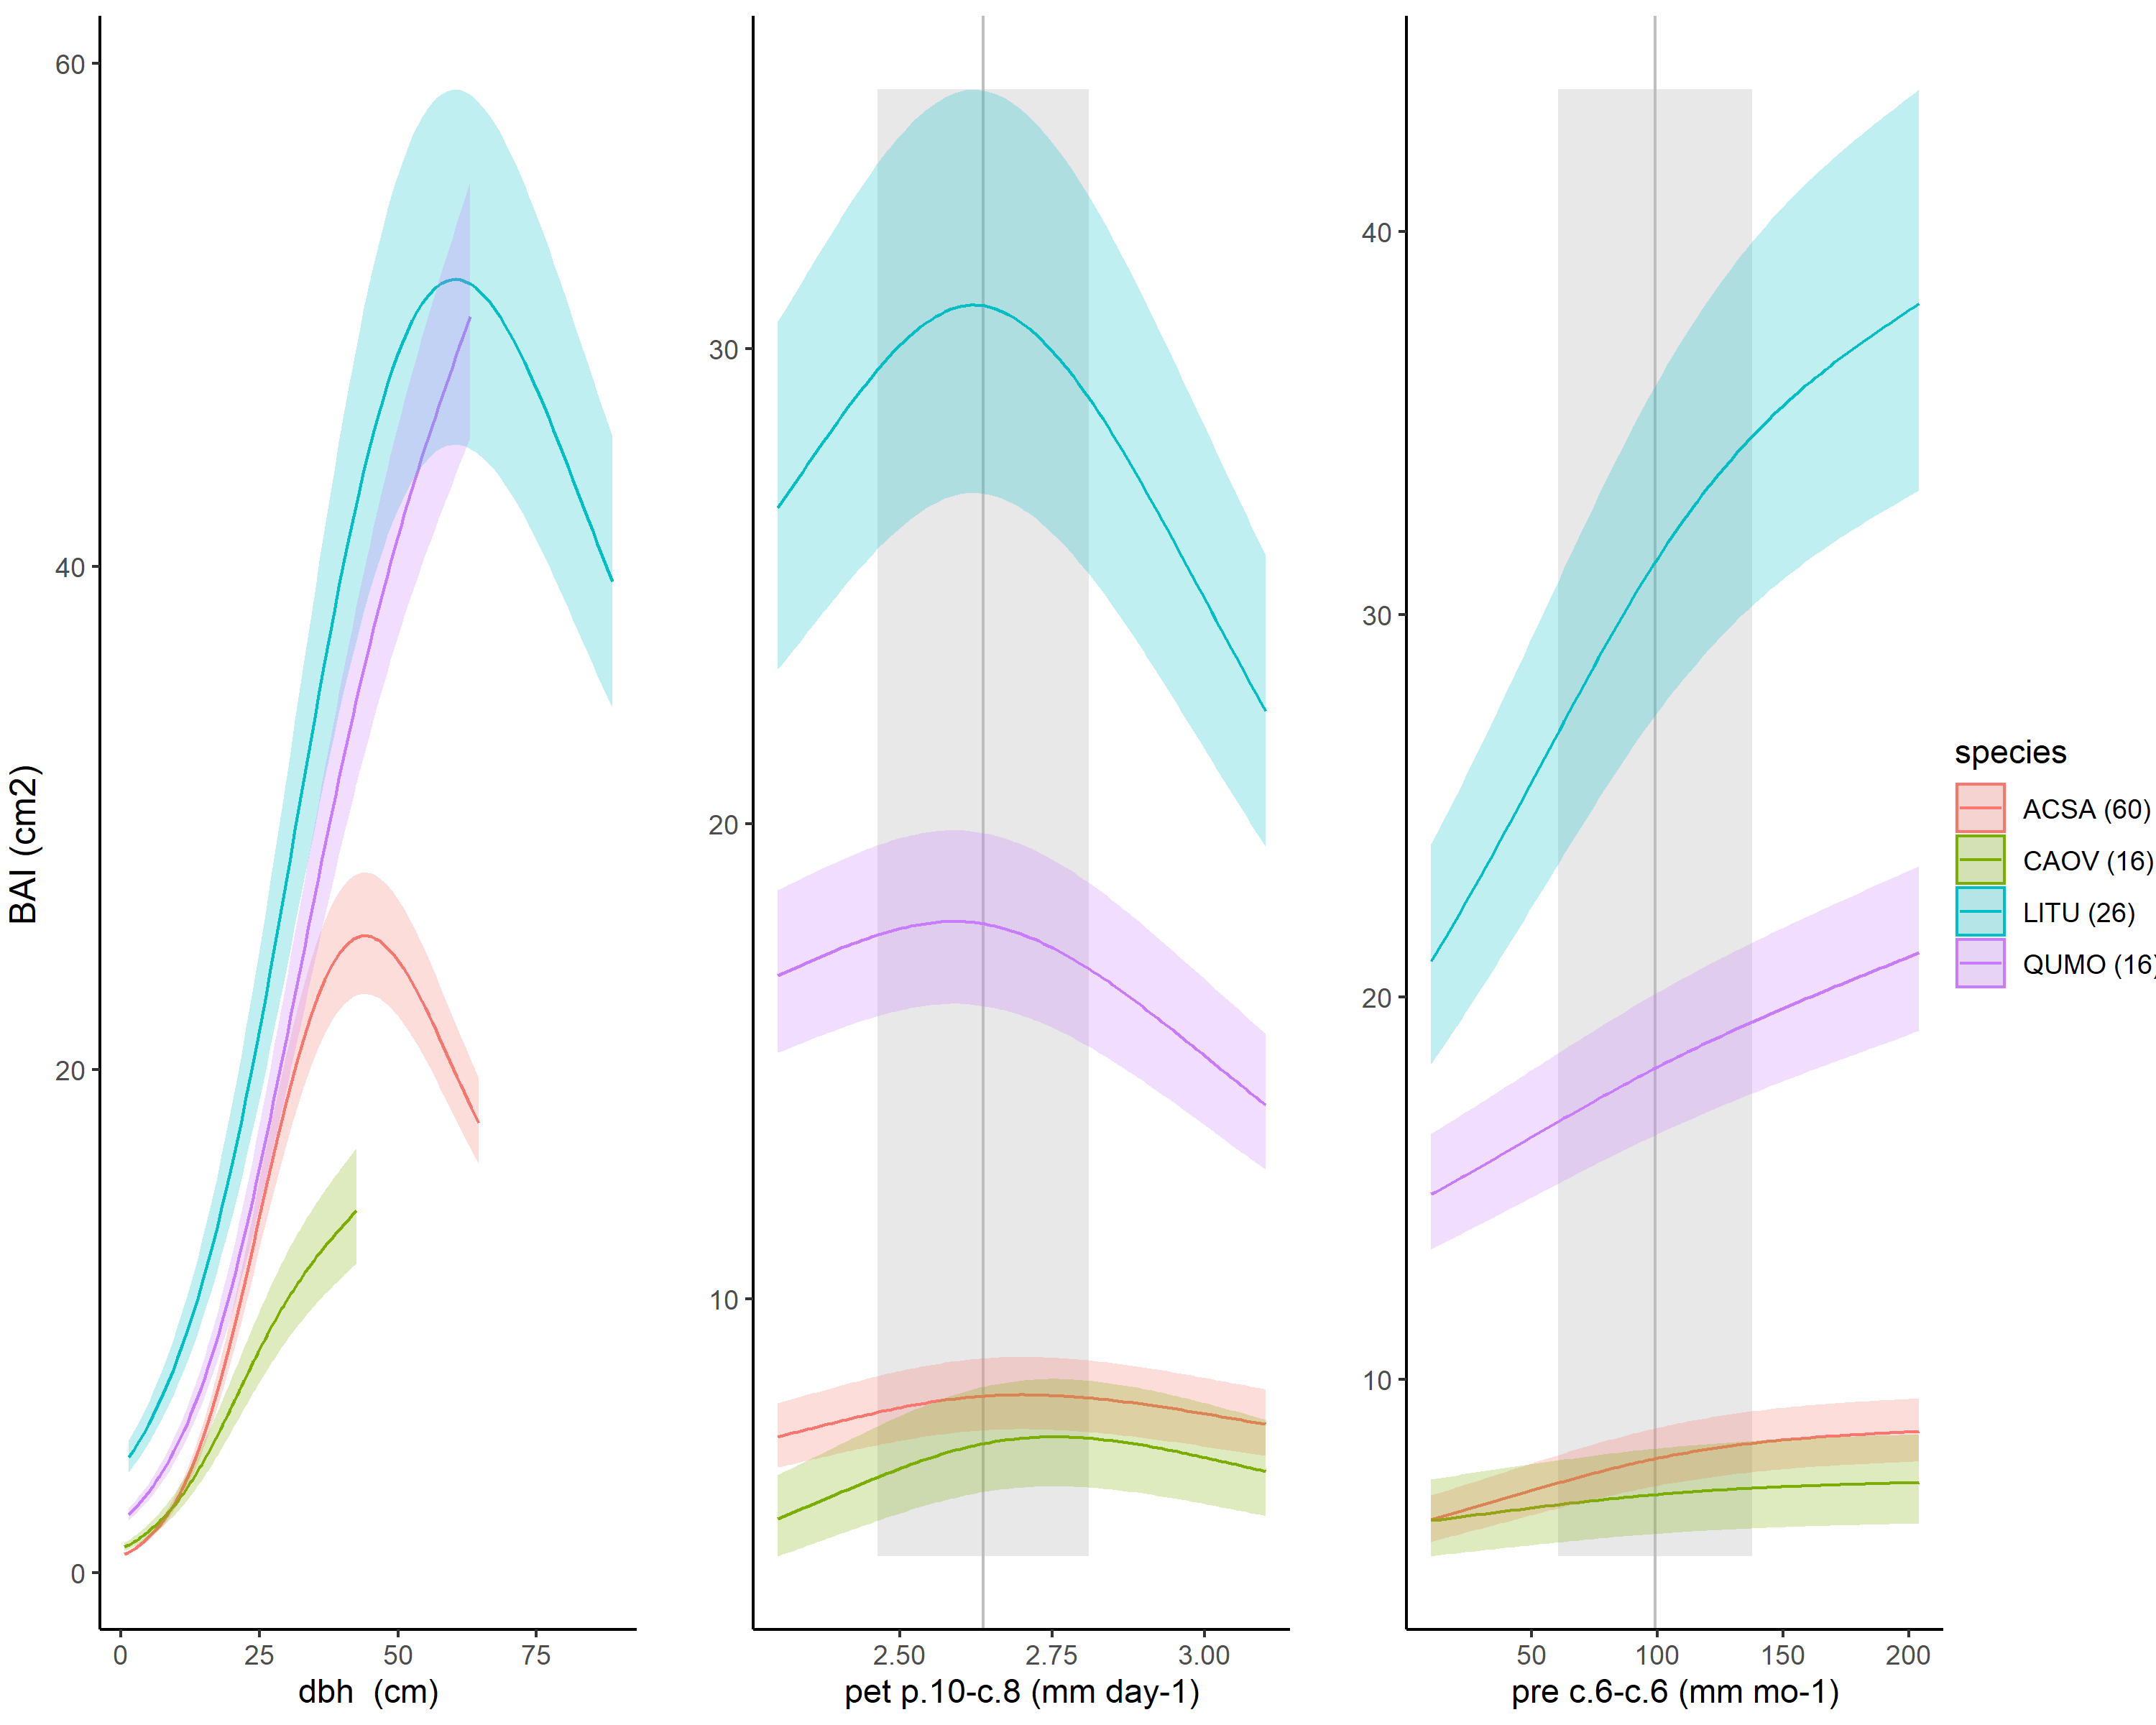 BAI (cm2)
60
40
20
0
0 25 50 75
dbh (cm)
30
20
10
2.50 2.75 3.00
pet p.10-c.8 (mm day-1)
40
30
20
10
50 100 150 200
pre c.6-c.6 (mm mo-1)
species
ACSA (60)
CAOV (16)
LITU (26)
QUMO (16)